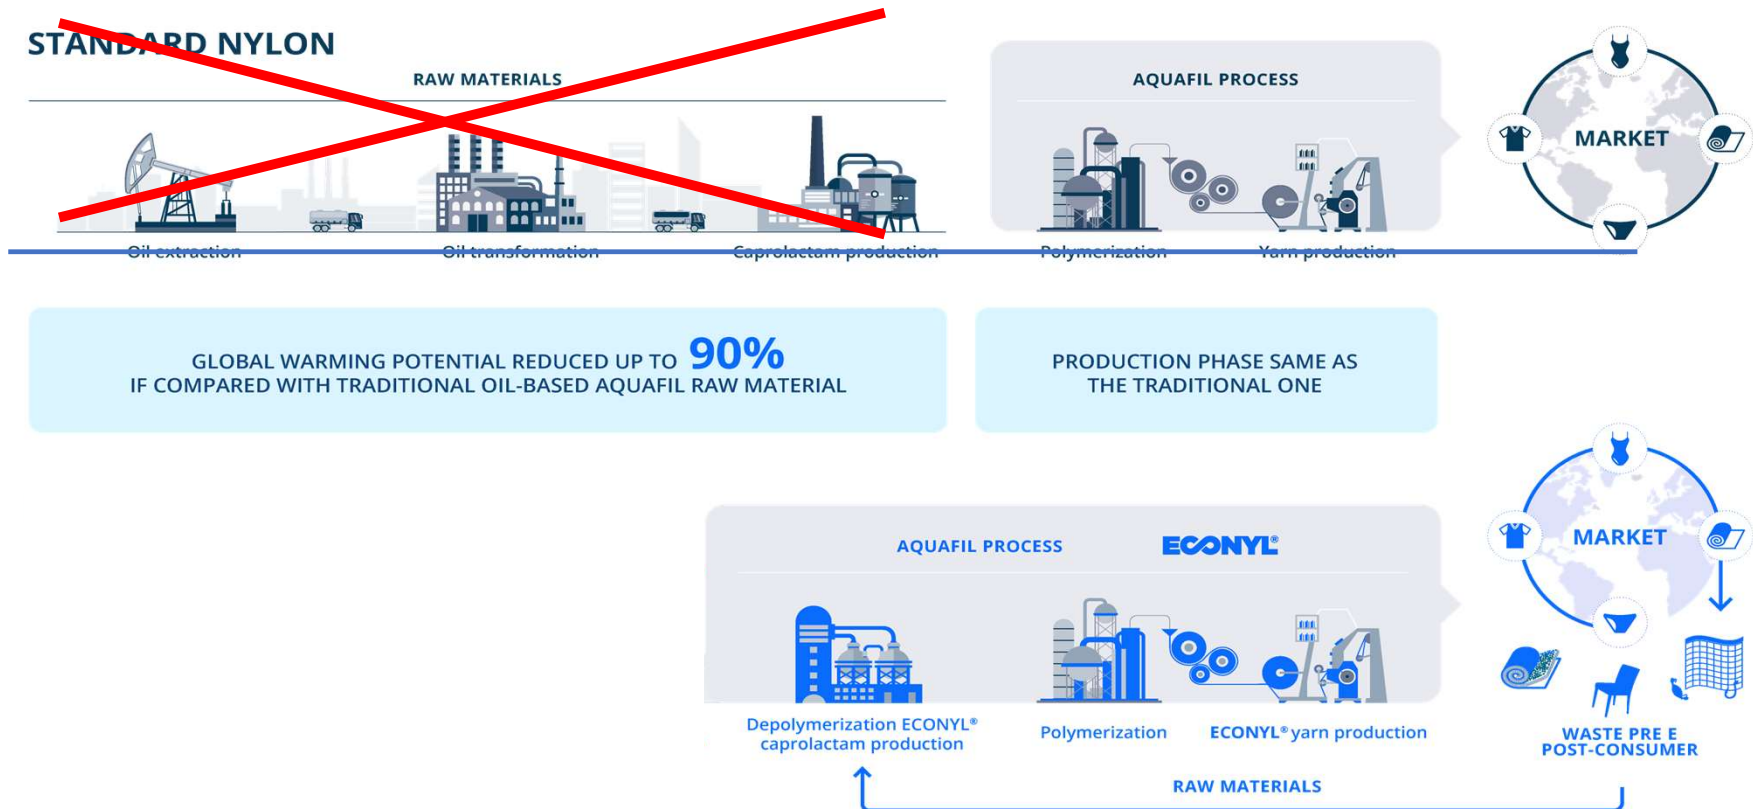 STANDARD NYLON
RAW MATERIALS
AQUAFIL PROCESS
MARKET
Oil extraction
Oil transformation
Caprolactam production
Polymerization
Yarn production
GLOBAL WARMING POTENTIAL REDUCED UP TO 90%
IF COMPARED WITH TRADITIONAL OIL-BASED AQUAFIL RAW MATERIAL
PRODUCTION PHASE SAME AS
THE TRADITIONAL ONE
AQUAFIL PROCESS
ECONYL®
MARKET
Depolymerization ECONYL®
caprolactam production
Polymerization
ECONYL® yarn production
WASTE PRE E
POST-CONSUMER
RAW MATERIALS